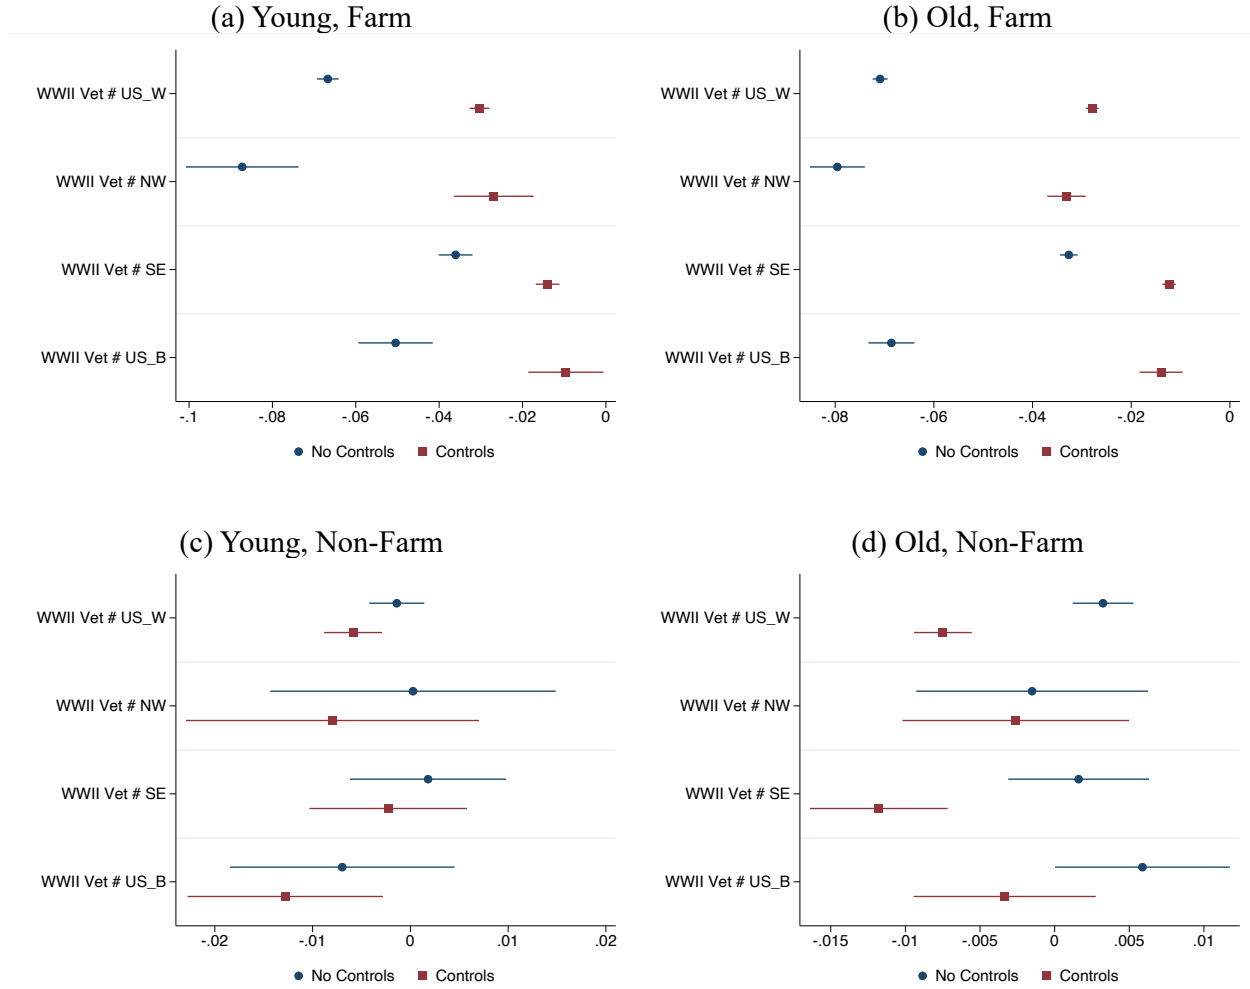 (a) Young, Farm
WWII Vet # US_W
WWII Vet # NW
WWII Vet # SE
WWII Vet # US_B
-.1 -.08 -.06 -.04 -.02 0
No Controls Controls
(b) Old, Farm
WWII Vet # US_W
WWII Vet # NW
WWII Vet # SE
WWII Vet # US_B
-.08 -.06 -.04 -.02 0
No Controls Controls
(c) Young, Non-Farm
WWII Vet # US_W
WWII Vet # NW
WWII Vet # SE
WWII Vet # US_B
-.02 -.01 0 .01 .02
No Controls Controls
(d) Old, Non-Farm
WWII Vet # US_W
WWII Vet # NW
WWII Vet # SE
WWII Vet # US_B
-.015 -.01 -.005 0 .005 .01
No Controls Controls